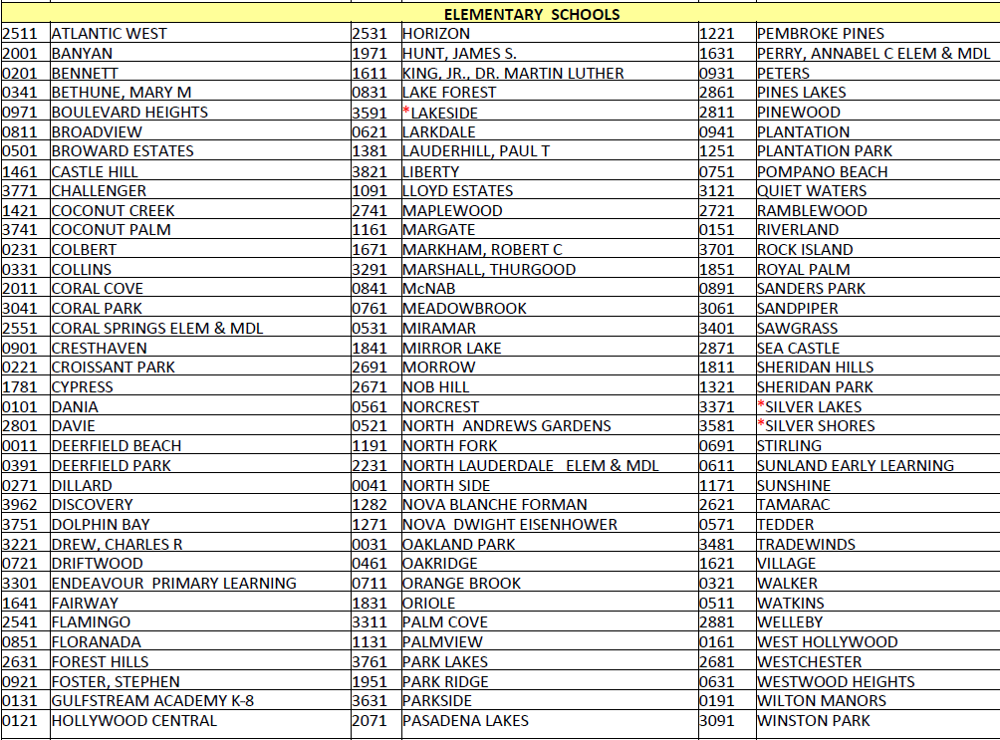 ELEMENTARY SCHOOLS
2511 ATLANTIC WEST 2531 HORIZON 1221 PEMBROKE PINES
2001 BANYAN 1971 HUNT, JAMES S. 1631 PERRY, ANNABEL C ELEM & MDL
0201 BENNETT 1611 KING, JR., DR. MARTIN LUTHER 0931 PETERS
0341 BETHUNE, MARY M 0831 LAKE FOREST 2861 PINES LAKES
0971 BOULEVARD HEIGHTS 3591 *LAKESIDE 2811 PINEWOOD
0811 BROADVIEW 0621 LARKDALE 0941 PLANTATION
0501 BROWARD ESTATES 1381 LAUDERHILL, PAUL T 1251 PLANTATION PARK
1461 CASTLE HILL 3821 LIBERTY 0751 POMPANO BEACH
3771 CHALLENGER 1091 LLOYD ESTATES 3121 QUIET WATERS
1421 COCONUT CREEK 2741 MAPLEWOOD 2721 RAMBLEWOOD
3741 COCONUT PALM 1161 MARGATE 0151 RIVERLAND
0231 COLBERT 1671 MARKHAM, ROBERT C 3701 ROCK ISLAND
0331 COLLINS 3291 MARSHALL, THURGOOD 1851 ROYAL PALM
2011 CORAL COVE 0841 McNAB 0891 SANDERS PARK
3041 CORAL PARK 0761 MEADOWBROOK 3061 SANDPIPER
2551 CORAL SPRINGS ELEM & MDL 0531 MIRAMAR 3401 SAWGRASS
0901 CRESTHAVEN 1841 MIRROR LAKE 2871 SEA CASTLE
0221 CROISSANT PARK 2691 MORROW 1811 SHERIDAN HILLS
1781 CYPRESS 2671 NOB HILL 1321 SHERIDAN PARK
0101 DANIA 0561 NORCREST 3371 *SILVER LAKES
2801 DAVIE 0521 NORTH ANDREWS GARDENS 3581 *SILVER SHORES
0011 DEERFIELD BEACH 1191 NORTH FORK 0691 STIRLING
0391 DEERFIELD PARK 2231 NORTH LAUDERDALE ELEM & MDL 0611 SUNLAND EARLY LEARNING
0271 DILLARD 0041 NORTH SIDE 1171 SUNSHINE
3962 DISCOVERY 1282 NOVA BLANCHE FORMAN 2621 TAMARAC
3751 DOLPHIN BAY 1271 NOVA DWIGHT EISENHOWER 0571 TEDDER
3221 DREW, CHARLES R 0031 OAKLAND PARK 3481 TRADEWINDS
0721 DRIFTWOOD 0461 OAKRIDGE 1621 VILLAGE
3301 ENDEAVOUR PRIMARY LEARNING 0711 ORANGE BROOK 0321 WALKER
1641 FAIRWAY 1831 ORIOLE 0511 WATKINS
2541 FLAMINGO 3311 PALM COVE 2881 WELLEBY
0851 FLORANADA 1131 PALMVIEW 0161 WEST HOLLYWOOD
2631 FOREST HILLS 3761 PARK LAKES 2681 WESTCHESTER
0921 FOSTER, STEPHEN 1951 PARK RIDGE 0631 WESTWOOD HEIGHTS
0131 GULFSTREAM ACADEMY K-8 3631 PARKSIDE 0191 WILTON MANORS
0121 HOLLYWOOD CENTRAL 2071 PASADENA LAKES 3091 WINSTON PARK